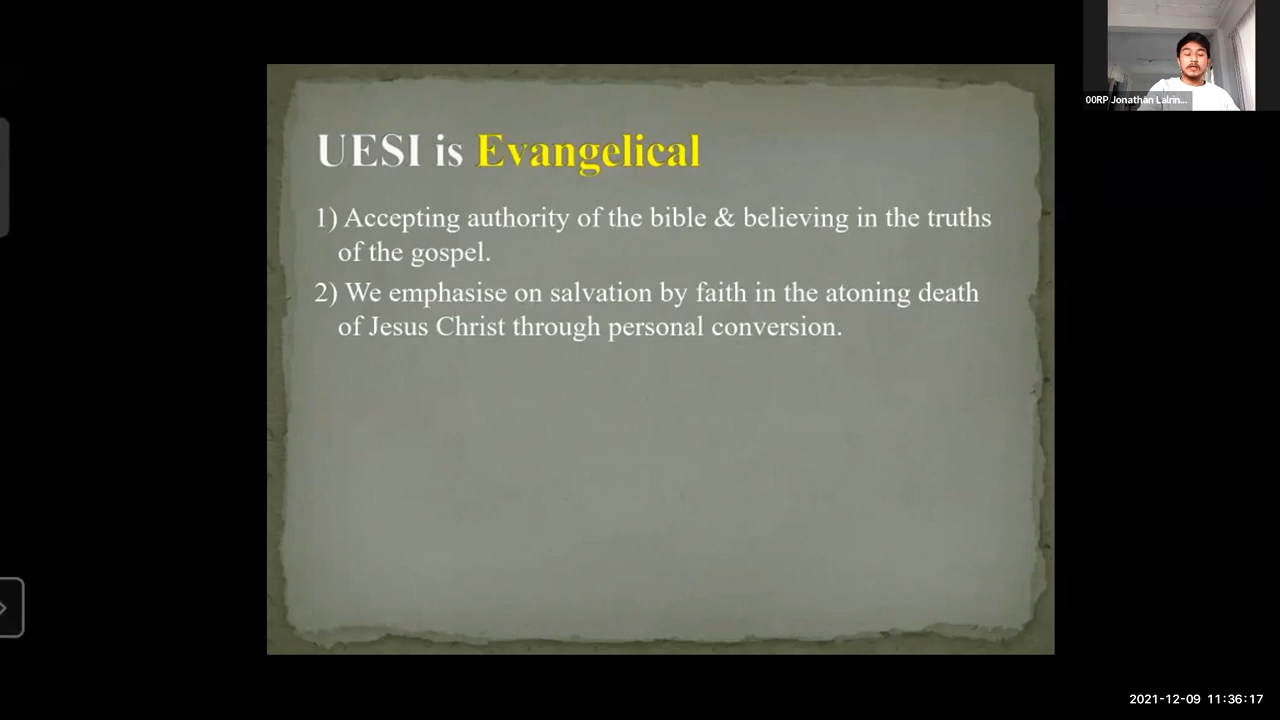 00RP Jonathan Lalrin...
UESI is Evangelical
1) Accepting authority of the bible & believing in the truths
of the gospel.
2) We emphasise on salvation by faith in the atoning death
of Jesus Christ through personal conversion.
2021-12-09 11:36:17